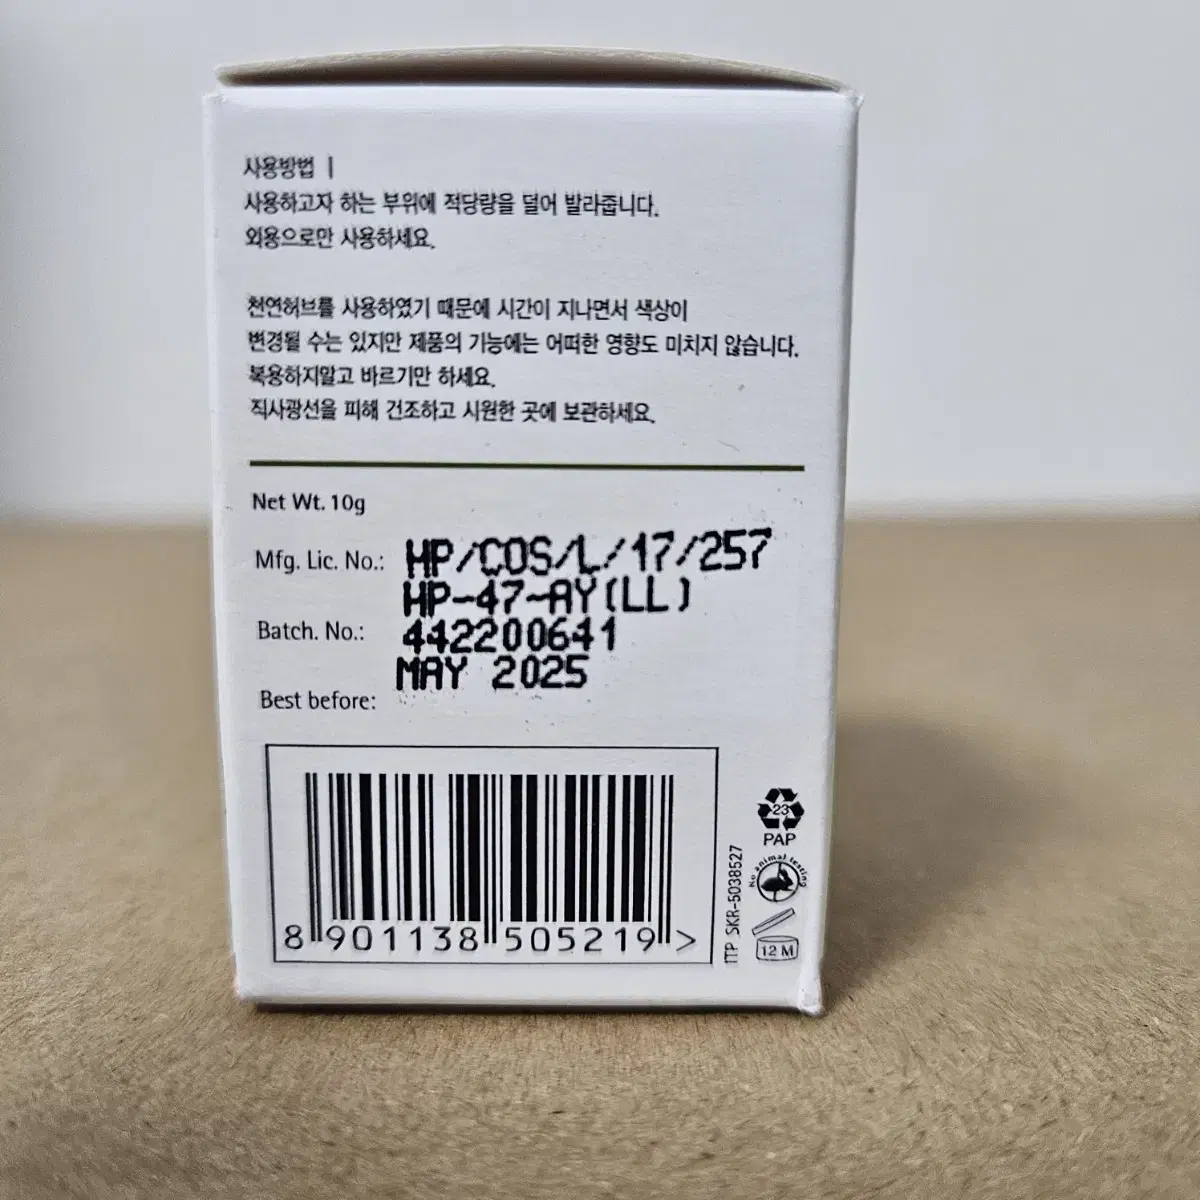 사용방법 |
사용하고자 하는 부위에 적당량을 덜어 발라줍니다.
외용으로만 사용하세요.
천연허브를 사용하였기 때문에 시간이 지나면서 색상이
변경될 수는 있지만 제품의 기능에는 어떠한 영향도 미치지 않습니다.
복용하지말고 바르기만 하세요.
직사광선을 피해 건조하고 시원한 곳에 보관하세요.
Net Wt. 10g
Mfg. Lic. No.: HP/COS/L/17/257
HP-47-AY(LL)
Batch. No.: 442200641
Best before: MAY 2025
8 901138 505219 >
ITP SKR-5038527
23
PAP
No animal testing
12 M